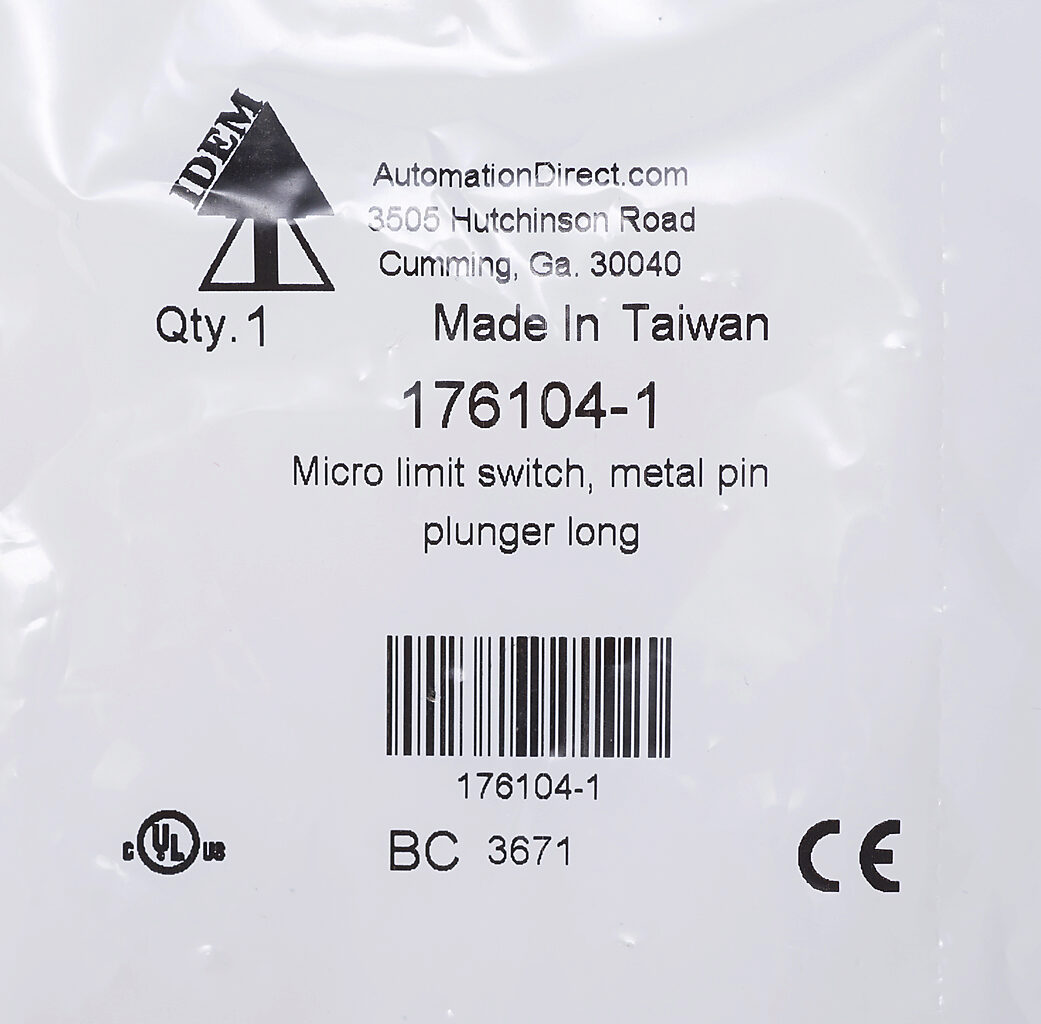 IDEM
AutomationDirect.com
3505 Hutchinson Road
Cumming, Ga. 30040
Qty. 1
Made In Taiwan
176104-1
Micro limit switch, metal pin
plunger long
176104-1
C UL US
BC 3671
CE